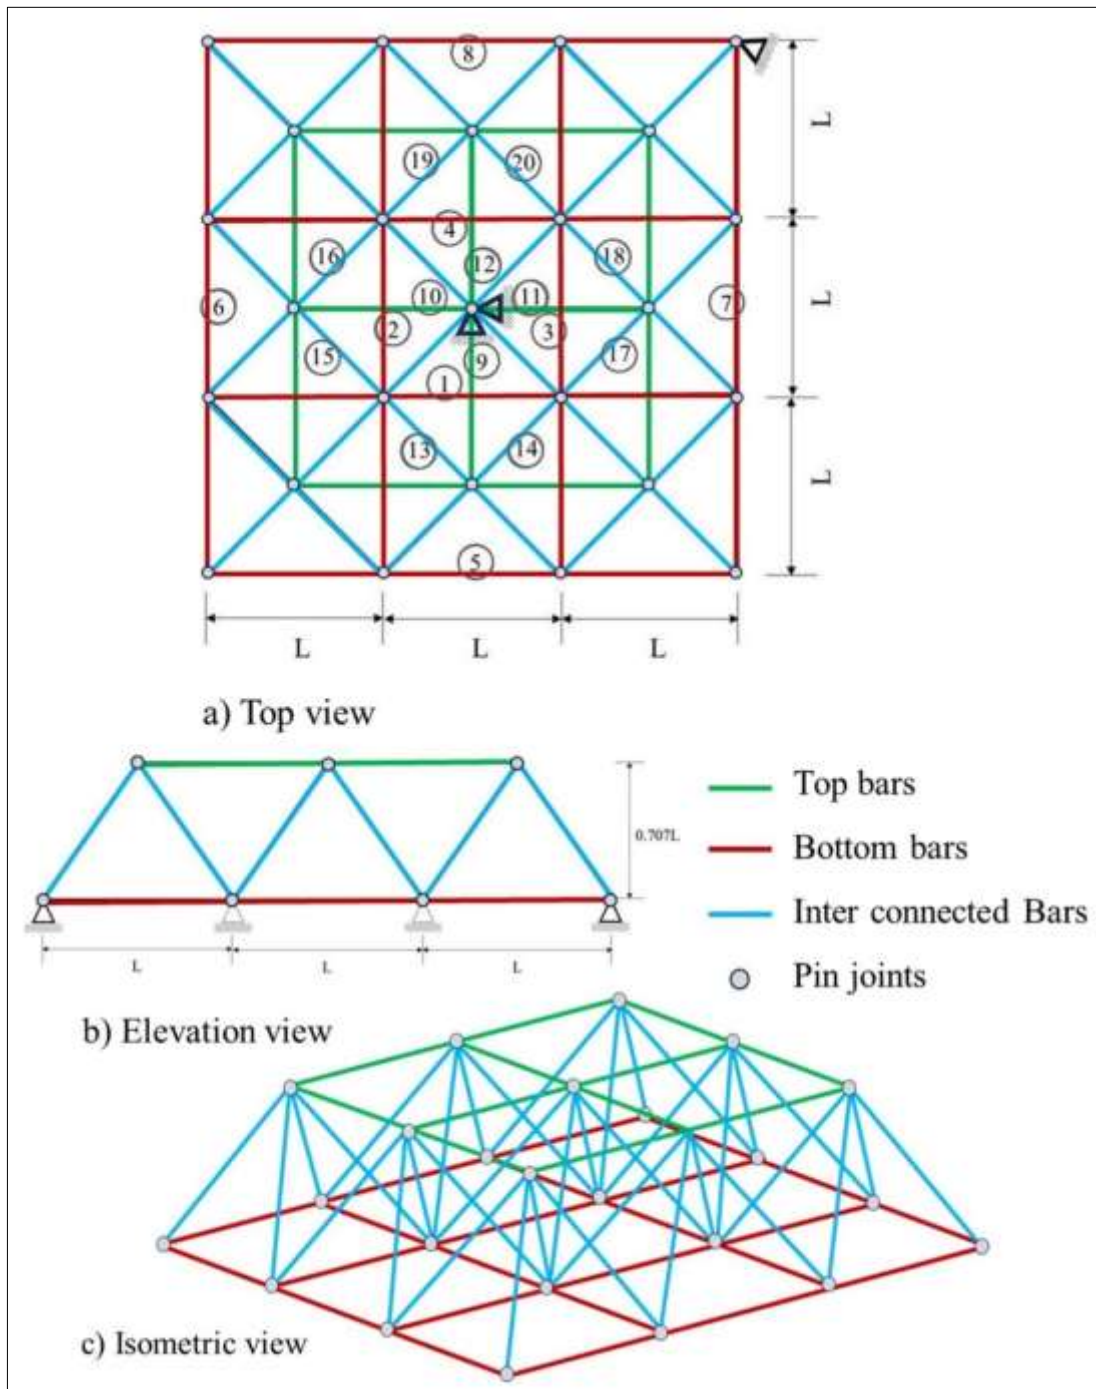 8
L
19
20
4
16
12
18
10
11
6
2
3
7
L
9
15
17
1
13
14
L
5
L
L
L
a) Top view
0.707L
L
L
L
Top bars
Bottom bars
Inter connected Bars
Pin joints
b) Elevation view
c) Isometric view